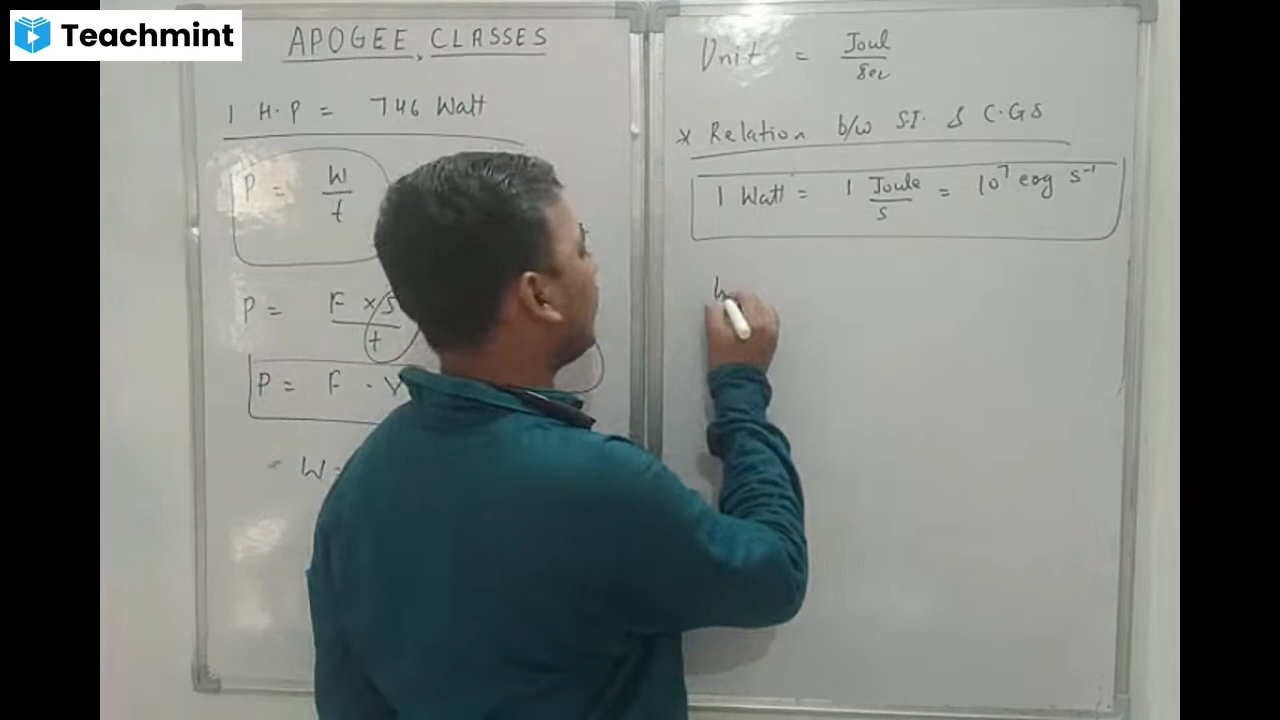 Teachmint
APOGEE CLASSES
1 H.P = 746 Watt
P = W
t
P = F × S
t
P = F . V
W =
Unit = Joul
Sec
* Relation b/w S.I. & C.G.S
1 Watt = 1 Joule = 10⁷ erg s⁻¹
s